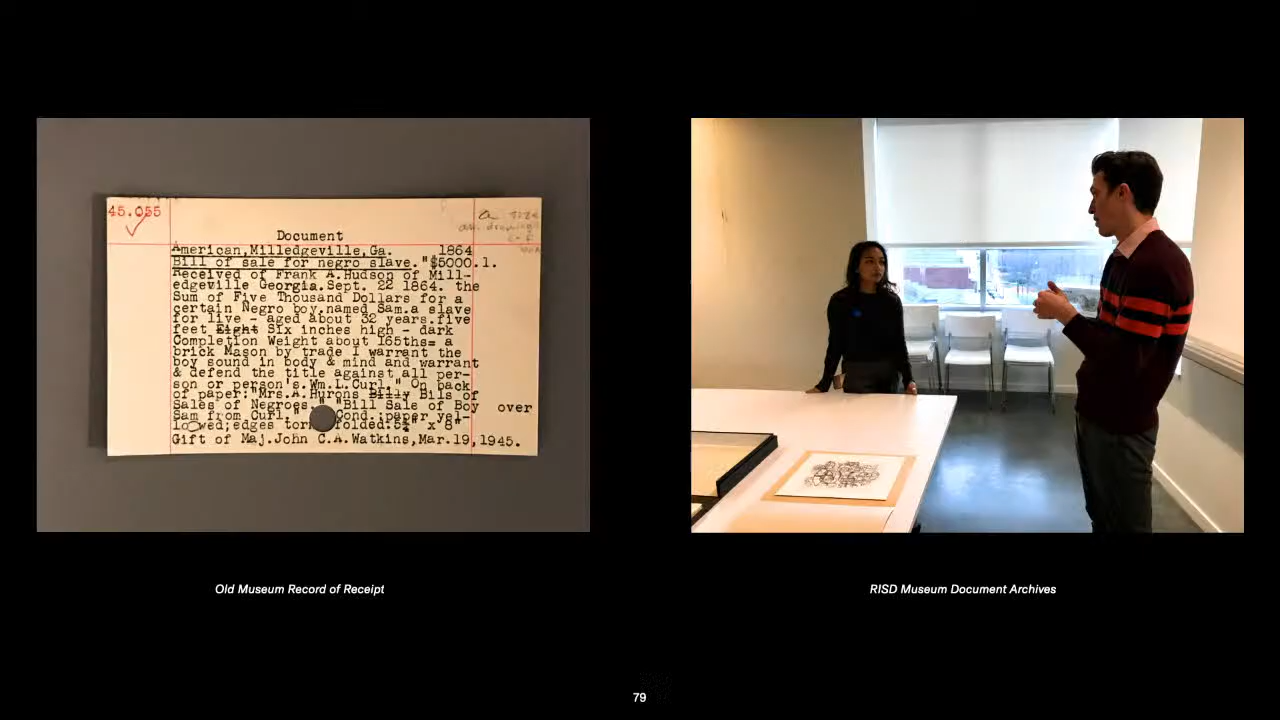 45.055
Document
American,Milledgeville,Ga. 1864
Bill of sale for negro slave."$5000.1.
Received of Frank A.Hudson of Mill-
edgeville Georgia.Sept. 22 1864. the
Sum of Five Thousand Dollars for a
certain Negro boy.named Sam.a slave
for live - aged about 32 years.five
feet Eight Six inches high - dark
Completion Weight about 165ths= a
brick Mason by trade I warrant the
boy sound in body & mind and warrant
& defend the title against all per-
son or person's.Wm.L.Curl." On back
of paper:"Mrs.A.Hurons Billy Bils of
Sales of Negroes." "Bill Sale of Boy over
Sam from Curl." Cond:paper yel-
lowed;edges torn folded.5¼" x 8"
Gift of Maj.John C.A.Watkins,Mar.19,1945.
Old Museum Record of Receipt
RISD Museum Document Archives
79